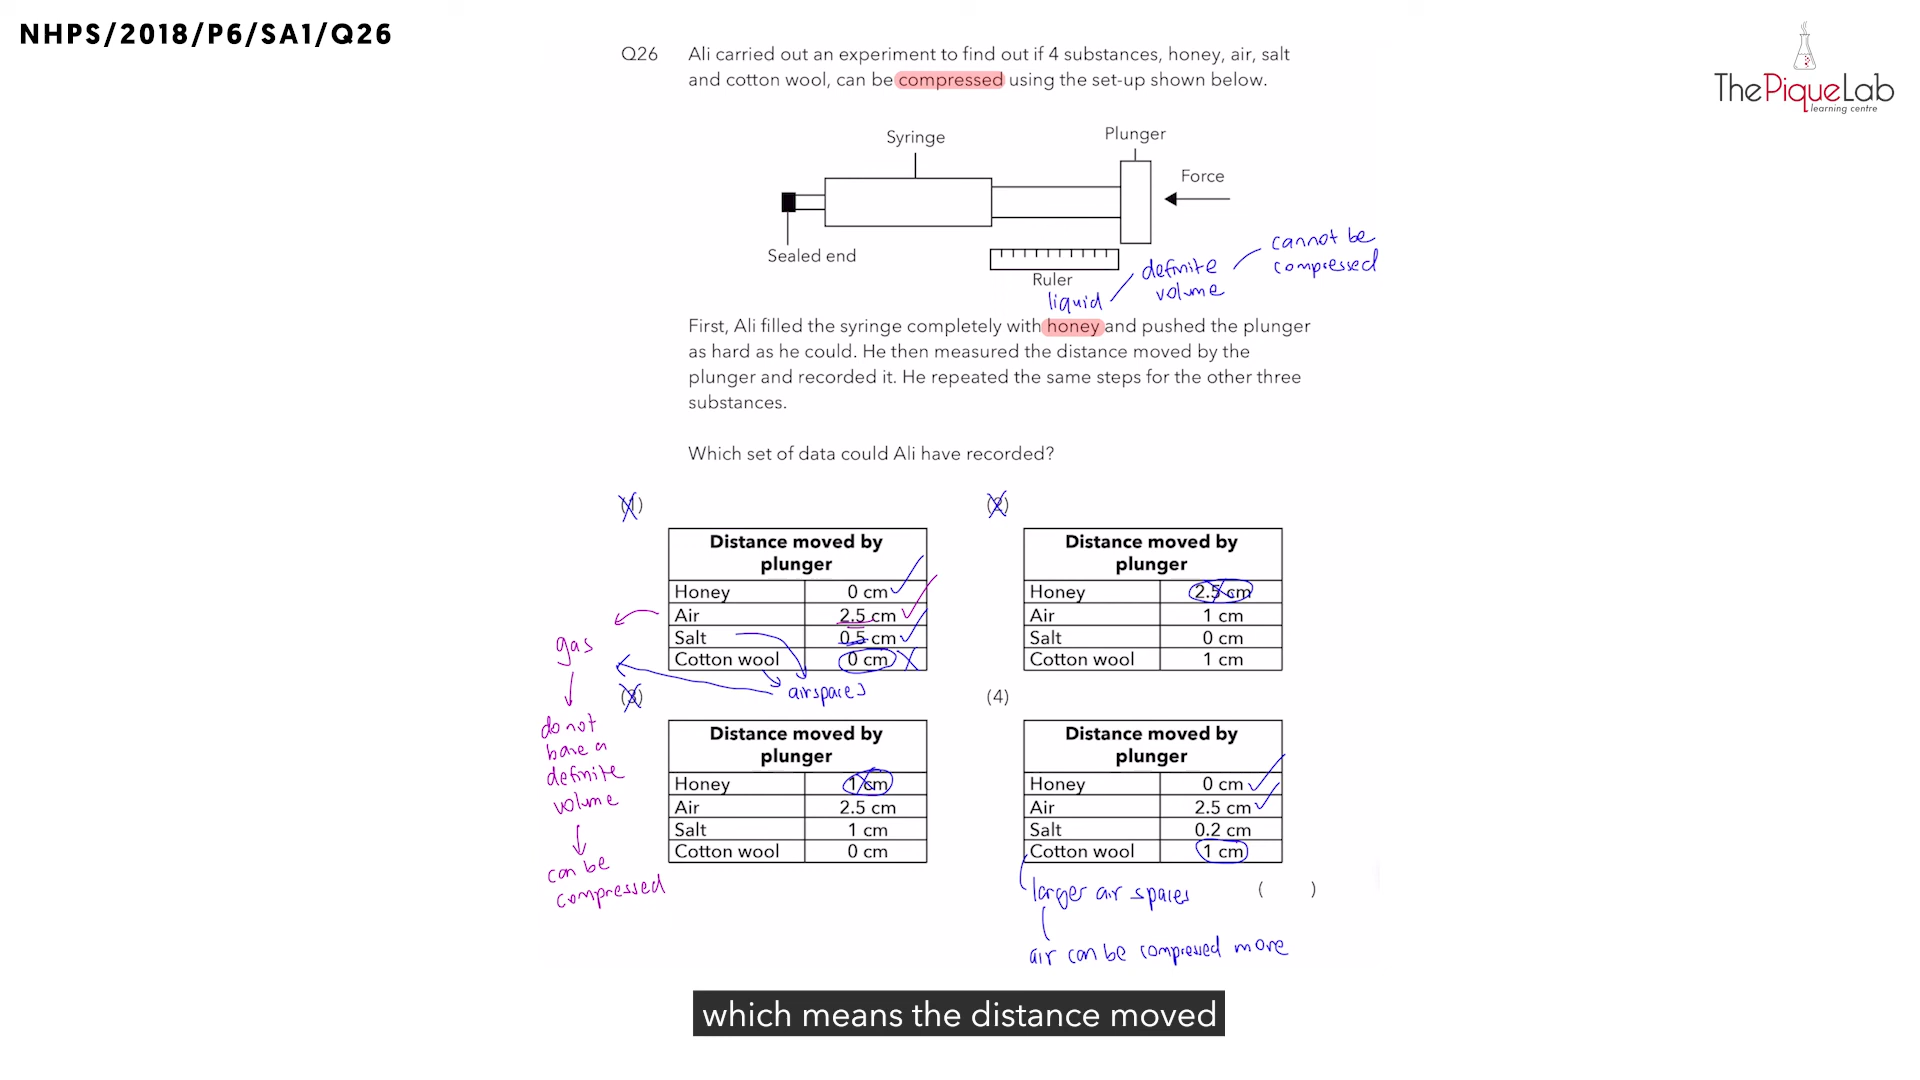 NHPS/2018/P6/SA1/Q26
ThePiqueLab
learning centre
Q26 Ali carried out an experiment to find out if 4 substances, honey, air, salt
and cotton wool, can be compressed using the set-up shown below.
Syringe
Plunger
Force
Sealed end
Ruler
cannot be
compressed
definite
volume
liquid
First, Ali filled the syringe completely with honey and pushed the plunger
as hard as he could. He then measured the distance moved by the
plunger and recorded it. He repeated the same steps for the other three
substances.
Which set of data could Ali have recorded?
(1)
Distance moved by
plunger
Honey 0 cm
Air 2.5 cm
Salt 0.5 cm
Cotton wool 0 cm
air spaces
gas
do not
have a
definite
volume
can be
compressed
(2)
Distance moved by
plunger
Honey 2.5 cm
Air 1 cm
Salt 0 cm
Cotton wool 1 cm
(3)
Distance moved by
plunger
Honey 1 cm
Air 2.5 cm
Salt 1 cm
Cotton wool 0 cm
(4)
Distance moved by
plunger
Honey 0 cm
Air 2.5 cm
Salt 0.2 cm
Cotton wool 1 cm
larger air spaces
( )
air can be compressed more
which means the distance moved